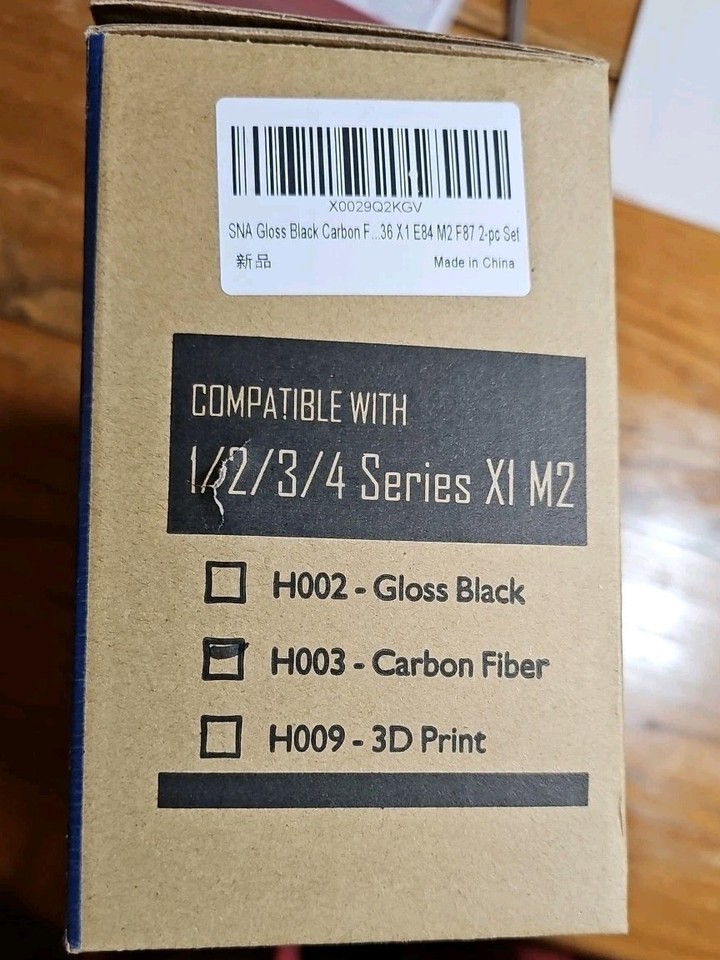 X0029Q2KGV
SNA Gloss Black Carbon F...36 X1 E84 M2 F87 2-pc Set
新品 Made in China
COMPATIBLE WITH
1/2/3/4 Series X1 M2
H002 - Gloss Black
H003 - Carbon Fiber
H009 - 3D Print